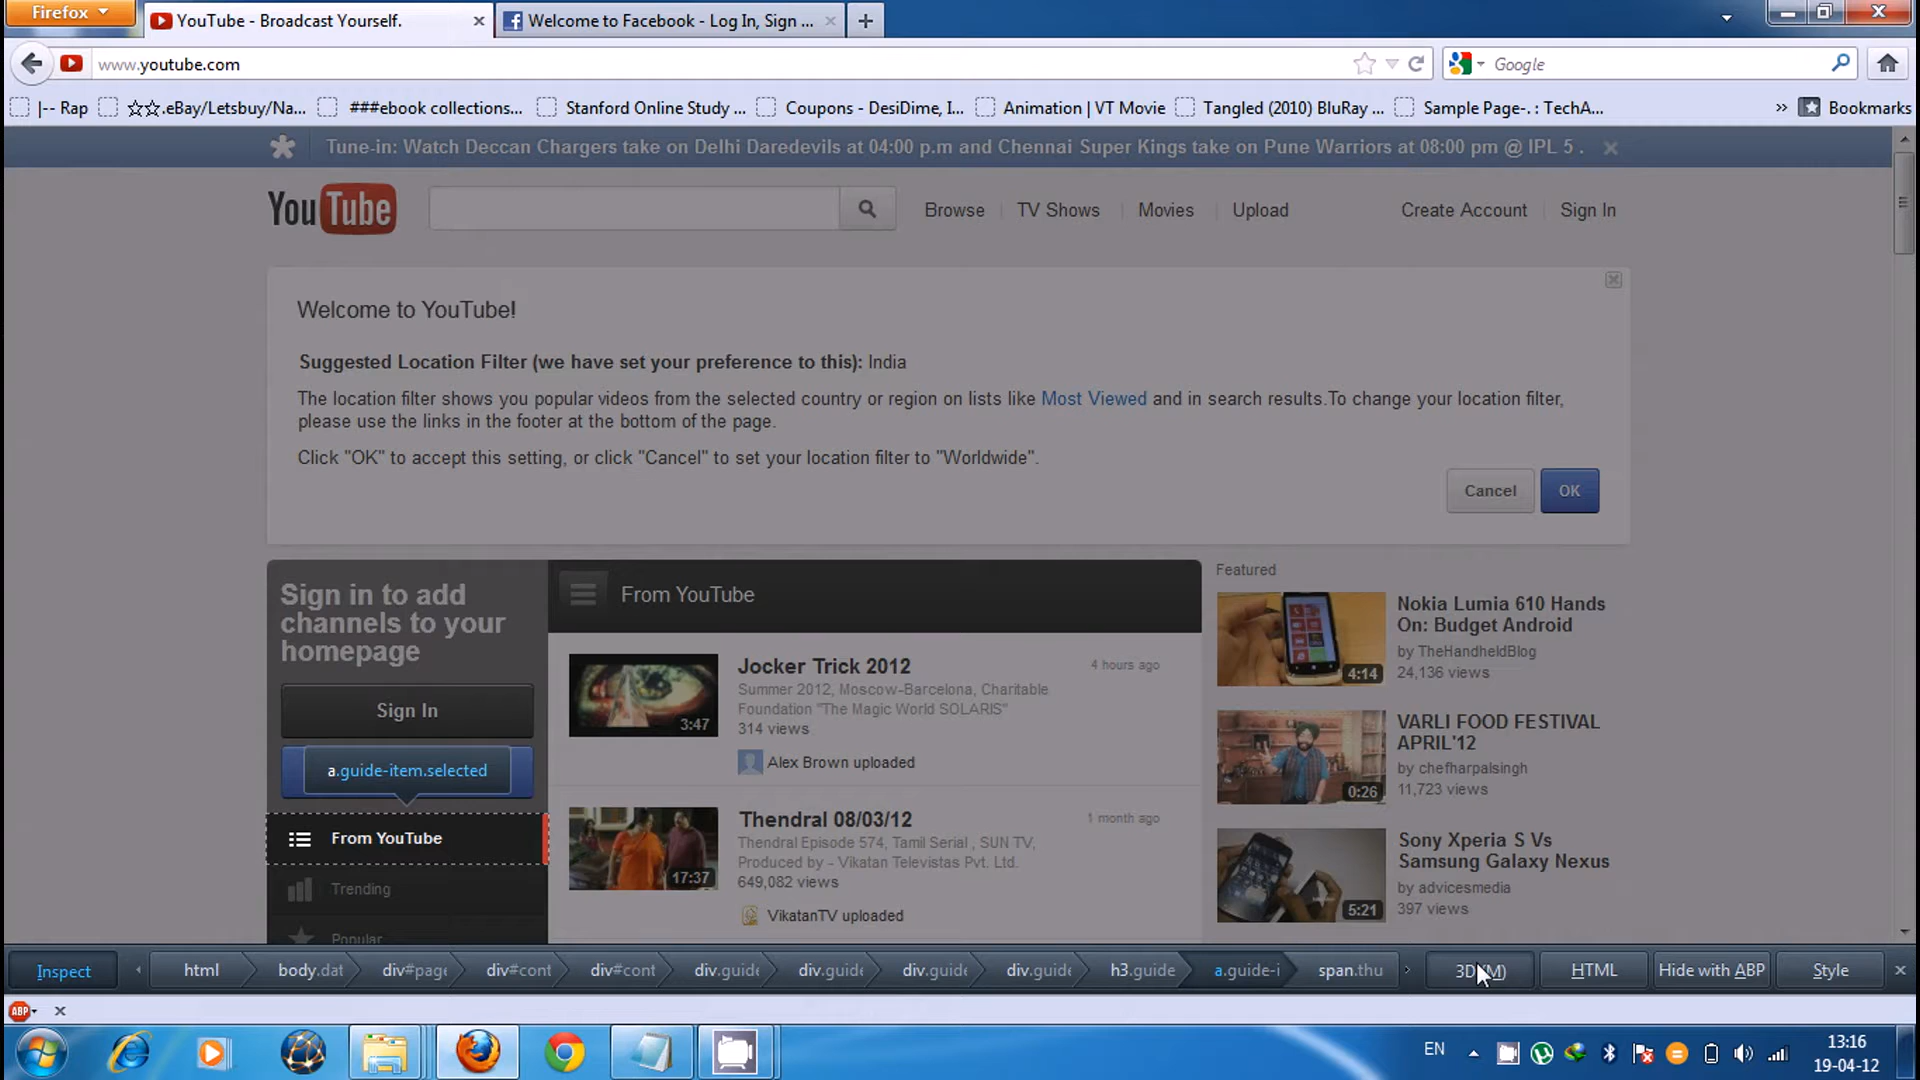 Firefox
YouTube - Broadcast Yourself.
Welcome to Facebook - Log In, Sign ...
www.youtube.com
Google
|-- Rap
☆☆.eBay/Letsbuy/Na...
###ebook collections...
Stanford Online Study ...
Coupons - DesiDime, I...
Animation | VT Movie
Tangled (2010) BluRay ...
Sample Page-. : TechA...
»
Bookmarks
Tune-in: Watch Deccan Chargers take on Delhi Daredevils at 04:00 p.m and Chennai Super Kings take on Pune Warriors at 08:00 pm @ IPL 5 .
YouTube
Browse
TV Shows
Movies
Upload
Create Account
Sign In
Welcome to YouTube!
Suggested Location Filter (we have set your preference to this): India
The location filter shows you popular videos from the selected country or region on lists like Most Viewed and in search results.To change your location filter,
please use the links in the footer at the bottom of the page.
Click "OK" to accept this setting, or click "Cancel" to set your location filter to "Worldwide".
Cancel
OK
Sign in to add
channels to your
homepage
Sign In
a.guide-item.selected
From YouTube
Trending
Popular
From YouTube
Jocker Trick 2012
4 hours ago
Summer 2012, Moscow-Barcelona, Charitable
Foundation "The Magic World SOLARIS"
314 views
3:47
Alex Brown uploaded
Thendral 08/03/12
1 month ago
Thendral Episode 574, Tamil Serial , SUN TV,
Produced by - Vikatan Televistas Pvt. Ltd.
649,082 views
17:37
VikatanTV uploaded
Featured
Nokia Lumia 610 Hands
On: Budget Android
by TheHandheldBlog
24,136 views
4:14
VARLI FOOD FESTIVAL
APRIL'12
by chefharpalsingh
11,723 views
0:26
Sony Xperia S Vs
Samsung Galaxy Nexus
by advicesmedia
397 views
5:21
Inspect
html
body.dat
div#page
div#cont
div#cont
div.guide
div.guide
div.guide
div.guide
h3.guide
a.guide-i
span.thu
HTML
Hide with ABP
Style
ABP
EN
13:16
19-04-12